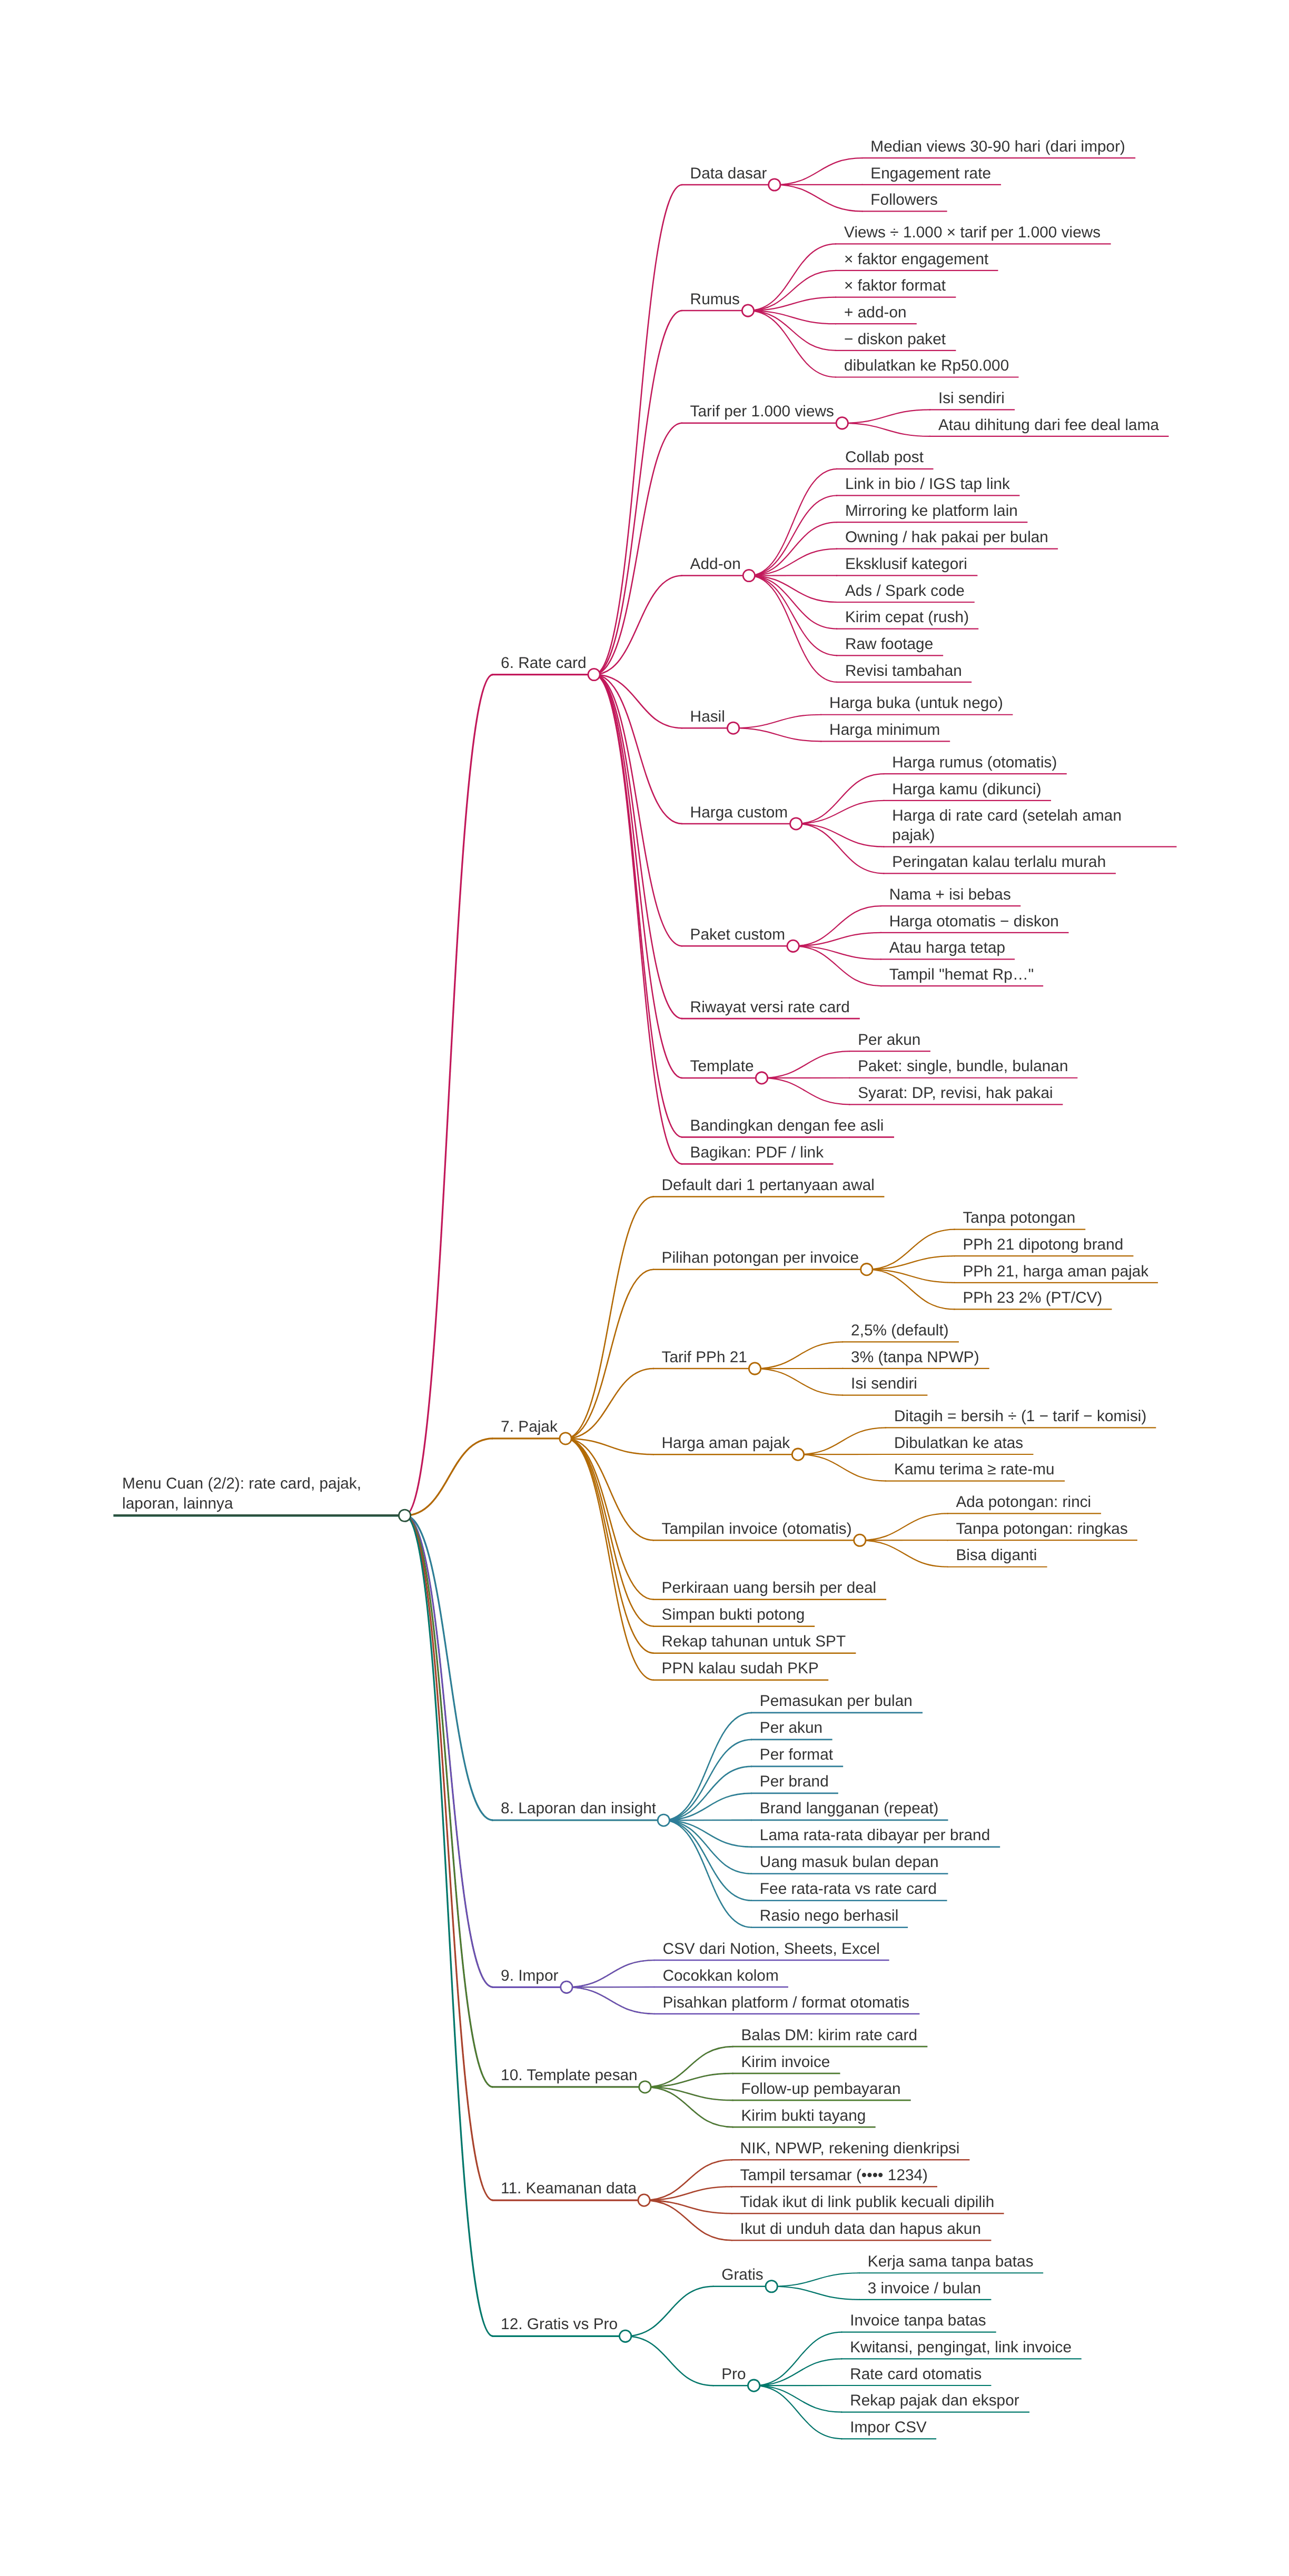 Menu Cuan (2/2): rate card, pajak,
laporan, lainnya
6. Rate card
Data dasar
Median views 30-90 hari (dari impor)
Engagement rate
Followers
Rumus
Views ÷ 1.000 × tarif per 1.000 views
× faktor engagement
× faktor format
+ add-on
− diskon paket
dibulatkan ke Rp50.000
Tarif per 1.000 views
Isi sendiri
Atau dihitung dari fee deal lama
Add-on
Collab post
Link in bio / IGS tap link
Mirroring ke platform lain
Owning / hak pakai per bulan
Eksklusif kategori
Ads / Spark code
Kirim cepat (rush)
Raw footage
Revisi tambahan
Hasil
Harga buka (untuk nego)
Harga minimum
Harga custom
Harga rumus (otomatis)
Harga kamu (dikunci)
Harga di rate card (setelah aman
pajak)
Peringatan kalau terlalu murah
Paket custom
Nama + isi bebas
Harga otomatis − diskon
Atau harga tetap
Tampil "hemat Rp…"
Riwayat versi rate card
Template
Per akun
Paket: single, bundle, bulanan
Syarat: DP, revisi, hak pakai
Bandingkan dengan fee asli
Bagikan: PDF / link
7. Pajak
Default dari 1 pertanyaan awal
Pilihan potongan per invoice
Tanpa potongan
PPh 21 dipotong brand
PPh 21, harga aman pajak
PPh 23 2% (PT/CV)
Tarif PPh 21
2,5% (default)
3% (tanpa NPWP)
Isi sendiri
Harga aman pajak
Ditagih = bersih ÷ (1 − tarif − komisi)
Dibulatkan ke atas
Kamu terima ≥ rate-mu
Tampilan invoice (otomatis)
Ada potongan: rinci
Tanpa potongan: ringkas
Bisa diganti
Perkiraan uang bersih per deal
Simpan bukti potong
Rekap tahunan untuk SPT
PPN kalau sudah PKP
8. Laporan dan insight
Pemasukan per bulan
Per akun
Per format
Per brand
Brand langganan (repeat)
Lama rata-rata dibayar per brand
Uang masuk bulan depan
Fee rata-rata vs rate card
Rasio nego berhasil
9. Impor
CSV dari Notion, Sheets, Excel
Cocokkan kolom
Pisahkan platform / format otomatis
10. Template pesan
Balas DM: kirim rate card
Kirim invoice
Follow-up pembayaran
Kirim bukti tayang
11. Keamanan data
NIK, NPWP, rekening dienkripsi
Tampil tersamar (•••• 1234)
Tidak ikut di link publik kecuali dipilih
Ikut di unduh data dan hapus akun
12. Gratis vs Pro
Gratis
Kerja sama tanpa batas
3 invoice / bulan
Pro
Invoice tanpa batas
Kwitansi, pengingat, link invoice
Rate card otomatis
Rekap pajak dan ekspor
Impor CSV